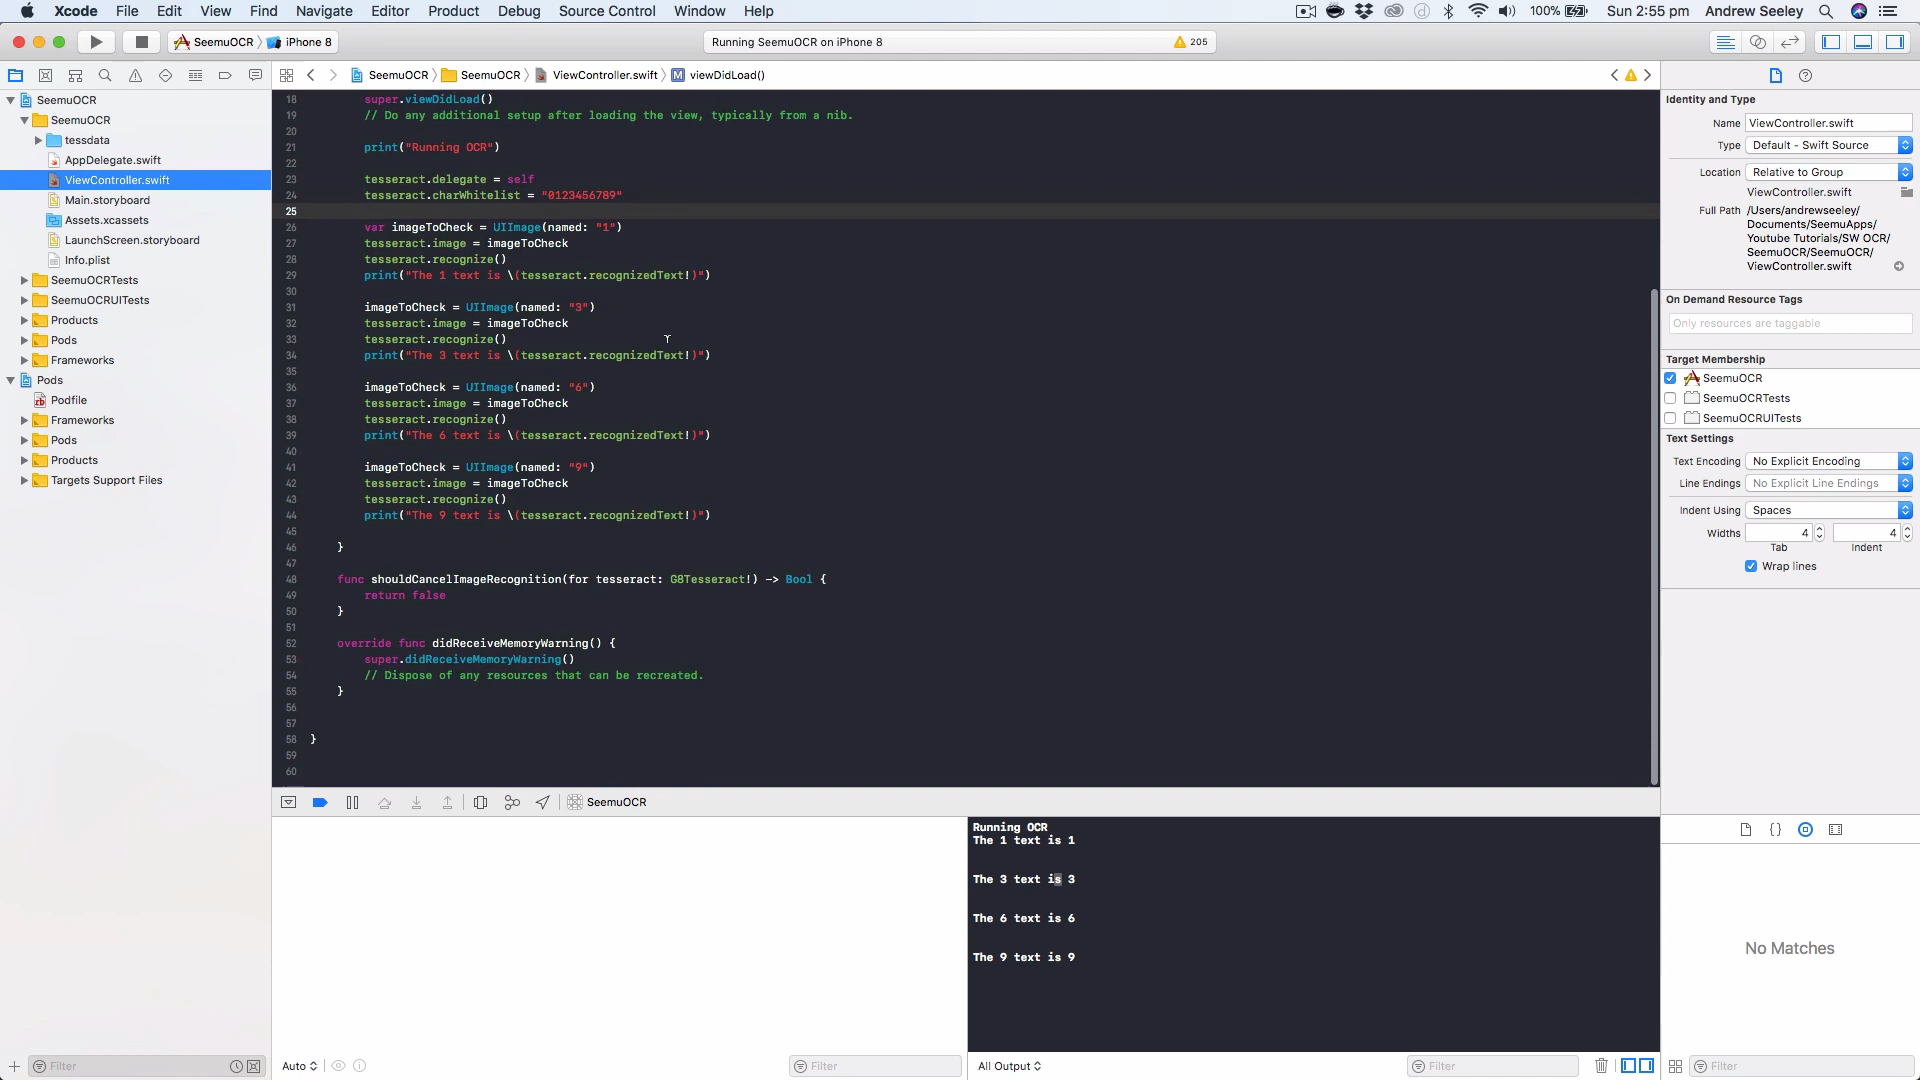 Xcode File Edit View Find Navigate Editor Product Debug Source Control Window Help 100% Sun 2:55 pm Andrew Seeley
SeemuOCR iPhone 8 Running SeemuOCR on iPhone 8 205
SeemuOCR SeemuOCR ViewController.swift M viewDidLoad()
SeemuOCR
SeemuOCR
tessdata
AppDelegate.swift
ViewController.swift
Main.storyboard
Assets.xcassets
LaunchScreen.storyboard
Info.plist
SeemuOCRTests
SeemuOCRUITests
Products
Pods
Frameworks
Pods
Podfile
Frameworks
Pods
Products
Targets Support Files
Filter
18 super.viewDidLoad()
19 // Do any additional setup after loading the view, typically from a nib.
20
21 print("Running OCR")
22
23 tesseract.delegate = self
24 tesseract.charWhitelist = "0123456789"
25
26 var imageToCheck = UIImage(named: "1")
27 tesseract.image = imageToCheck
28 tesseract.recognize()
29 print("The 1 text is \(tesseract.recognizedText!)")
30
31 imageToCheck = UIImage(named: "3")
32 tesseract.image = imageToCheck
33 tesseract.recognize()
34 print("The 3 text is \(tesseract.recognizedText!)")
35
36 imageToCheck = UIImage(named: "6")
37 tesseract.image = imageToCheck
38 tesseract.recognize()
39 print("The 6 text is \(tesseract.recognizedText!)")
40
41 imageToCheck = UIImage(named: "9")
42 tesseract.image = imageToCheck
43 tesseract.recognize()
44 print("The 9 text is \(tesseract.recognizedText!)")
45
46 }
47
48 func shouldCancelImageRecognition(for tesseract: G8Tesseract!) -> Bool {
49 return false
50 }
51
52 override func didReceiveMemoryWarning() {
53 super.didReceiveMemoryWarning()
54 // Dispose of any resources that can be recreated.
55 }
56
57
58 }
59
60
SeemuOCR
Auto
Filter
Running OCR
The 1 text is 1
The 3 text is 3
The 6 text is 6
The 9 text is 9
All Output
Filter
Identity and Type
Name ViewController.swift
Type Default - Swift Source
Location Relative to Group
ViewController.swift
Full Path /Users/andrewseeley/
Documents/SeemuApps/
Youtube Tutorials/SW OCR/
SeemuOCR/SeemuOCR/
ViewController.swift
On Demand Resource Tags
Only resources are taggable
Target Membership
SeemuOCR
SeemuOCRTests
SeemuOCRUITests
Text Settings
Text Encoding No Explicit Encoding
Line Endings No Explicit Line Endings
Indent Using Spaces
Widths 4 4
Tab Indent
Wrap lines
No Matches
Filter